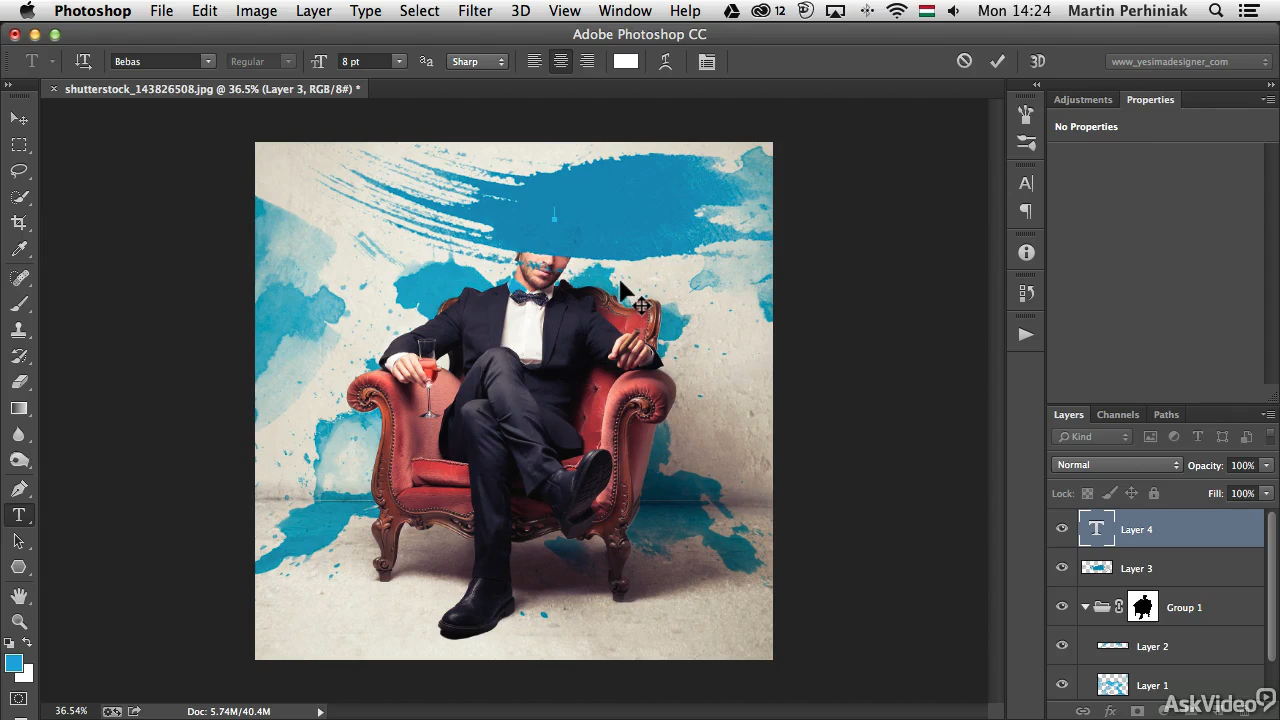 Photoshop File Edit Image Layer Type Select Filter 3D View Window Help 12 Mon 14:24 Martin Perhiniak
Adobe Photoshop CC
Bebas Regular 8 pt Sharp 3D www_yesimadesigner_com
shutterstock_143826508.jpg @ 36.5% (Layer 3, RGB/8#) *
Adjustments Properties
No Properties
Layers Channels Paths
Kind
Normal Opacity: 100%
Lock: Fill: 100%
Layer 4
Layer 3
Group 1
Layer 2
Layer 1
36.54% Doc: 5.74M/40.4M
AskVideo